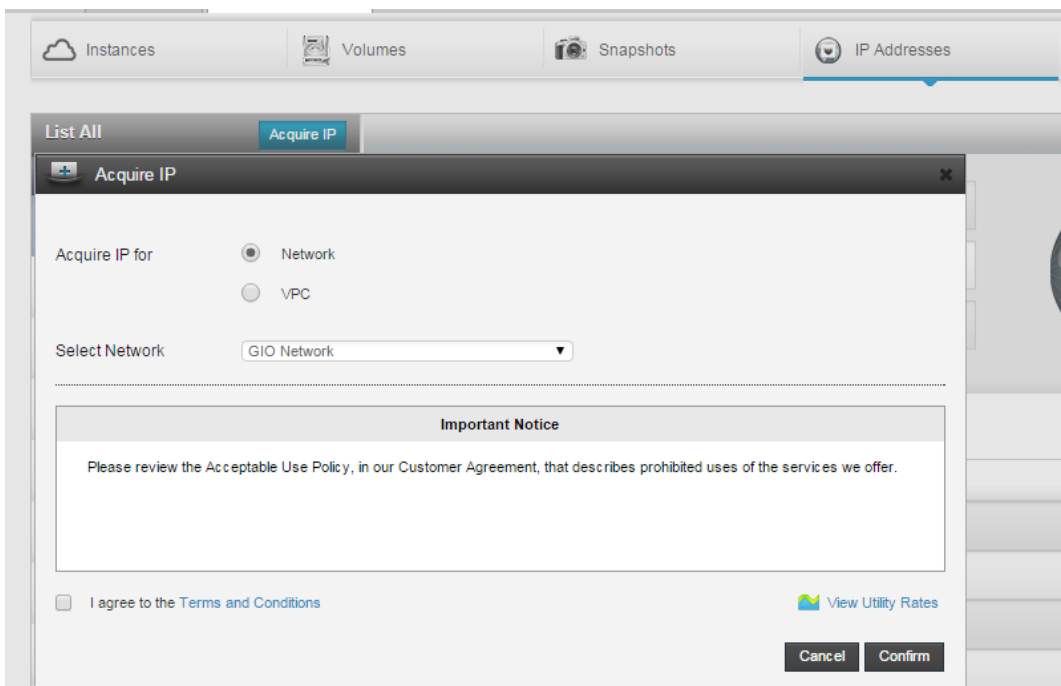 Instances
Volumes
Snapshots
IP Addresses
List All
Acquire IP
Acquire IP
Acquire IP for
Network
VPC
Select Network
GIO Network
Important Notice
Please review the Acceptable Use Policy, in our Customer Agreement, that describes prohibited uses of the services we offer.
I agree to the Terms and Conditions
View Utility Rates
Cancel
Confirm